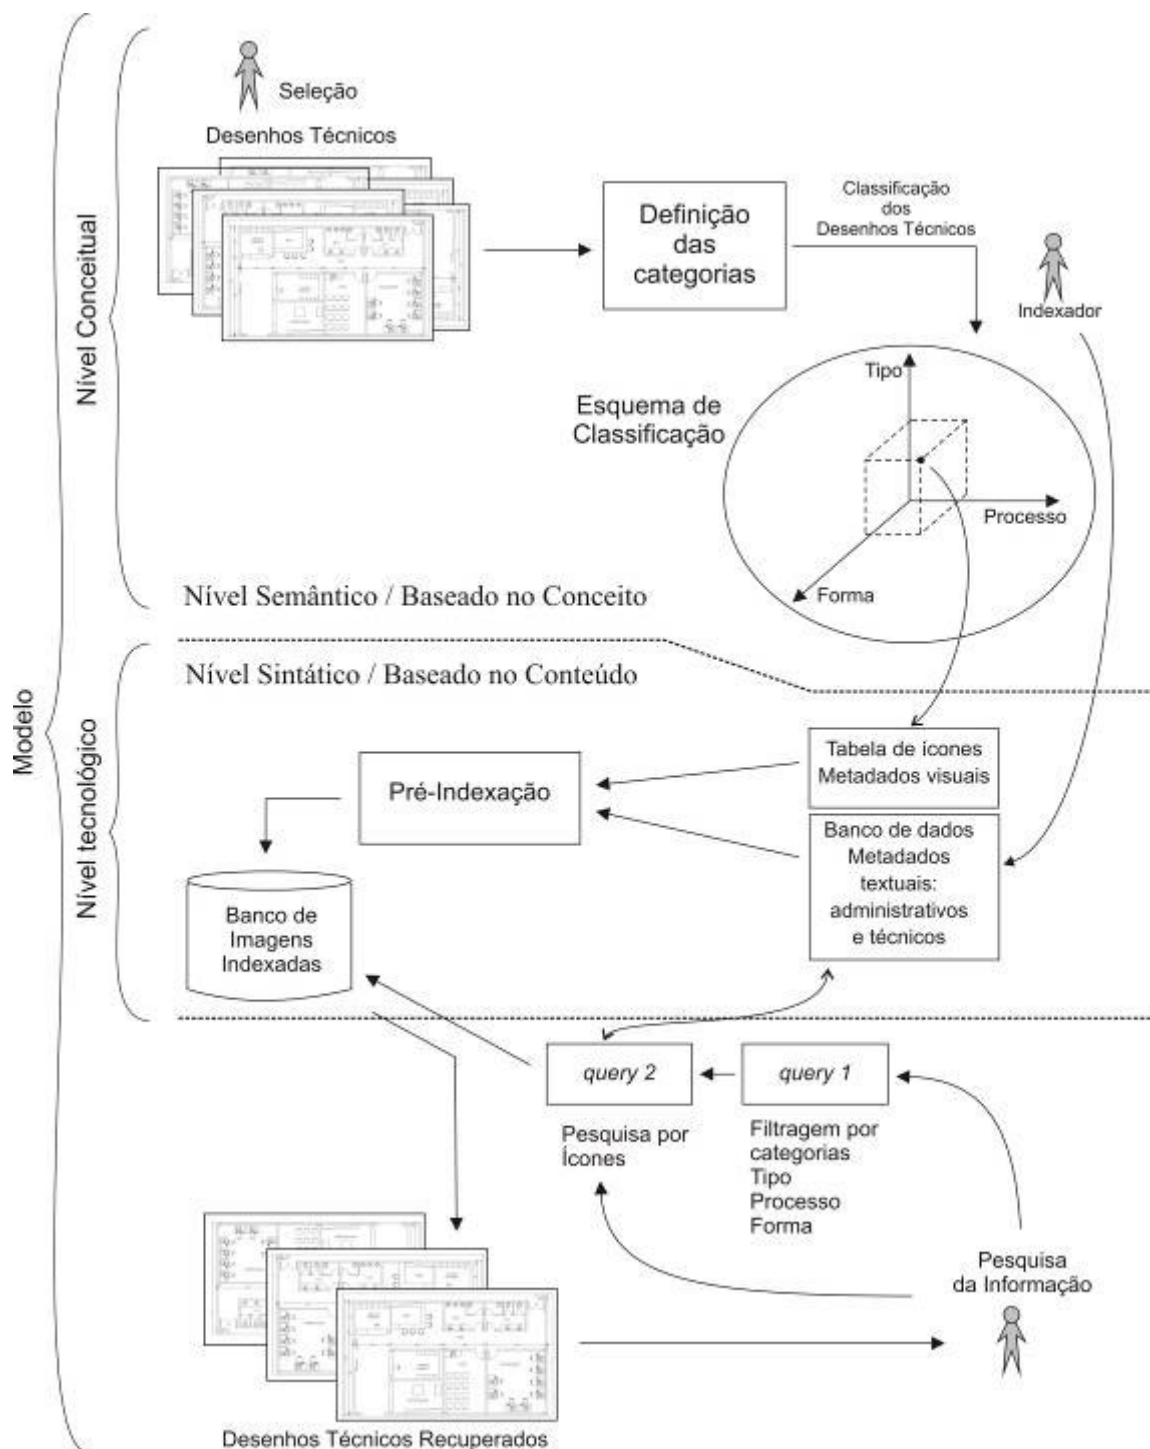 Seleção
Desenhos Técnicos
Definição
das
categorias
Classificação
dos
Desenhos Técnicos
Indexador
Nível Conceitual
Esquema de
Classificação
Tipo
Processo
Forma
Nível Semântico / Baseado no Conceito
Nível Sintático / Baseado no Conteúdo
Modelo
Nível tecnológico
Tabela de ícones
Metadados visuais
Pré-Indexação
Banco de dados
Metadados
textuais:
administrativos
e técnicos
Banco de
Imagens
Indexadas
query 2
query 1
Pesquisa por
Ícones
Filtragem por
categorias
Tipo
Processo
Forma
Pesquisa
da Informação
Desenhos Técnicos Recuperados